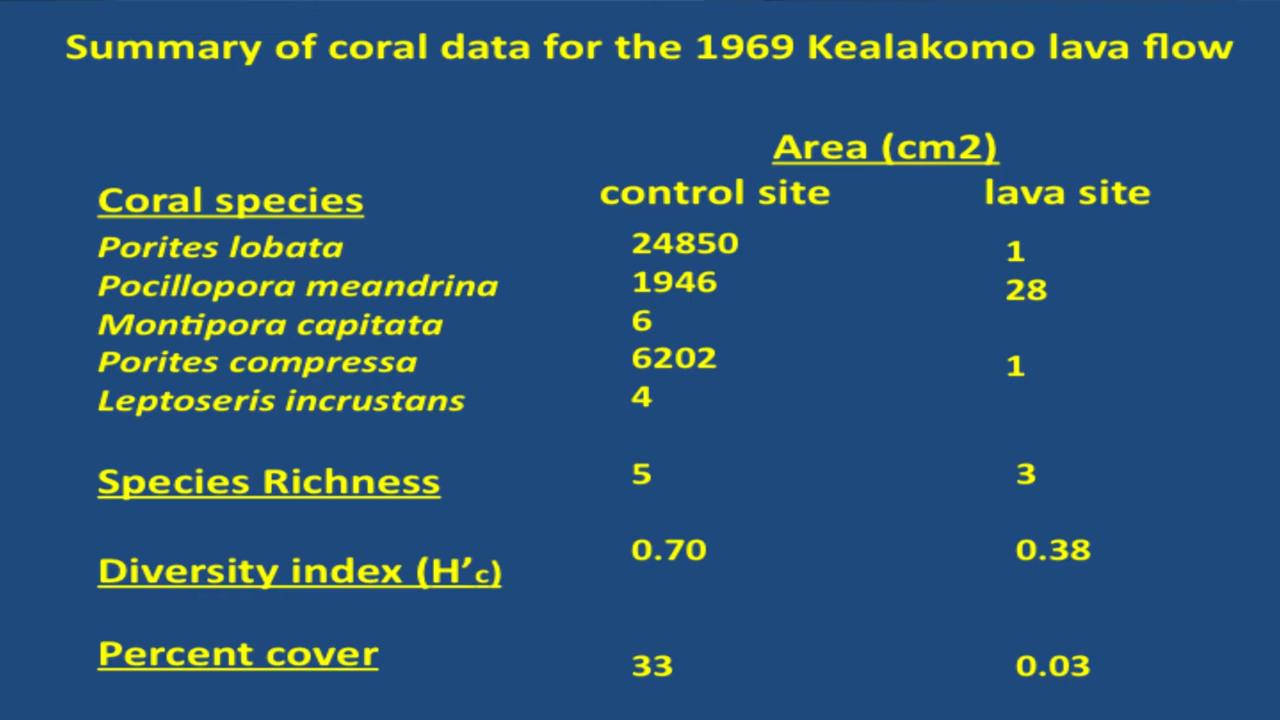 Summary of coral data for the 1969 Kealakomo lava flow
Area (cm2)
Coral species control site lava site
Porites lobata 24850 1
Pocillopora meandrina 1946 28
Montipora capitata 6
Porites compressa 6202 1
Leptoseris incrustans 4
Species Richness 5 3
Diversity index (H’c) 0.70 0.38
Percent cover 33 0.03